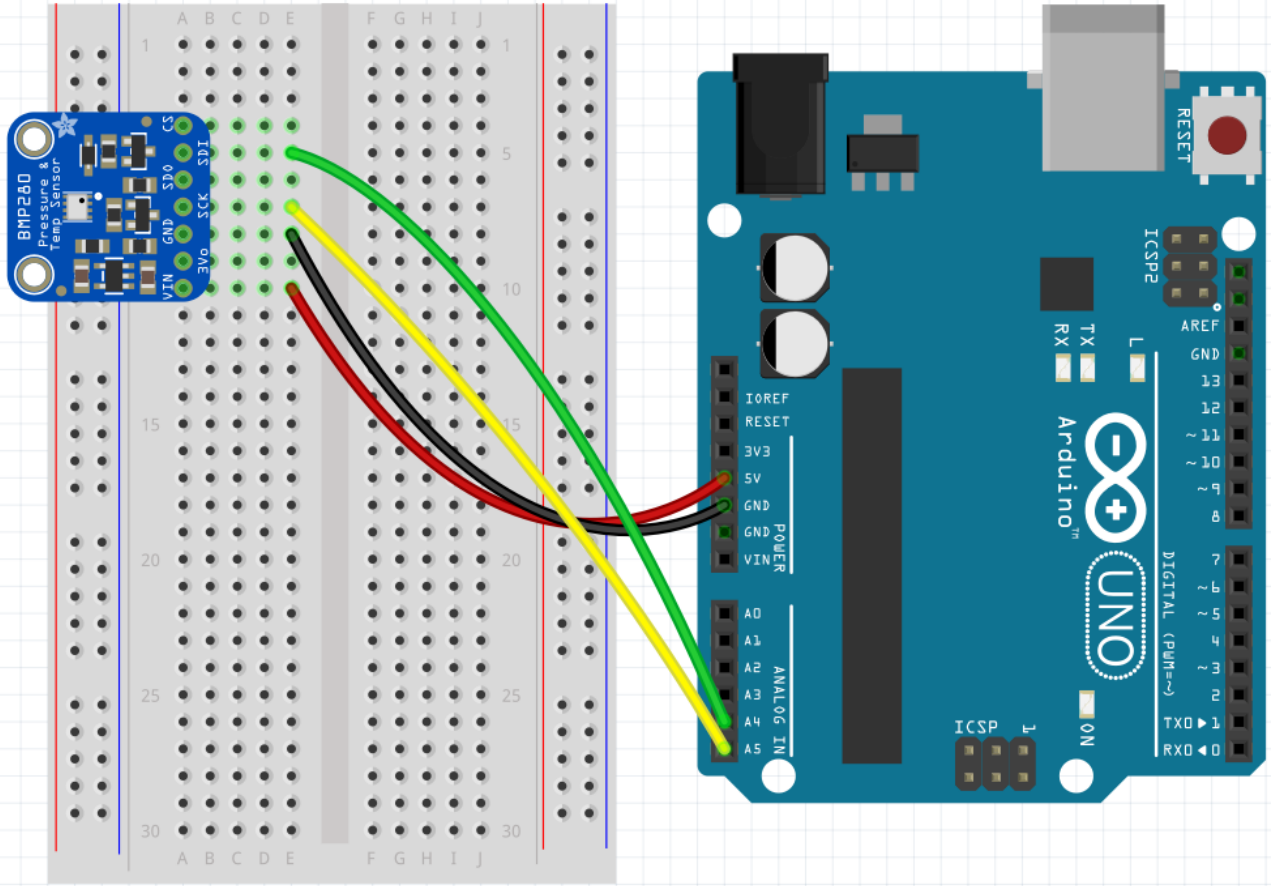 A B C D E F G H I J
1 1
5 5
10 10
15 15
20 20
25 25
30 30
A B C D E F G H I J
BMP280
Pressure &
Temp Sensor
CS
SDI
SDO
SCK
GND
3Vo
VIN
RESET
ICSP2
AREF
GND
13
12
~11
~10
~9
8
7
~6
~5
4
~3
2
TX0▶1
RX0◀0
RX
TX
L
IOREF
RESET
3V3
5V
GND
GND
VIN
POWER
A0
A1
A2
A3
A4
A5
ANALOG IN
Arduino™
UNO
DIGITAL (PWM=~)
ICSP 1
ON